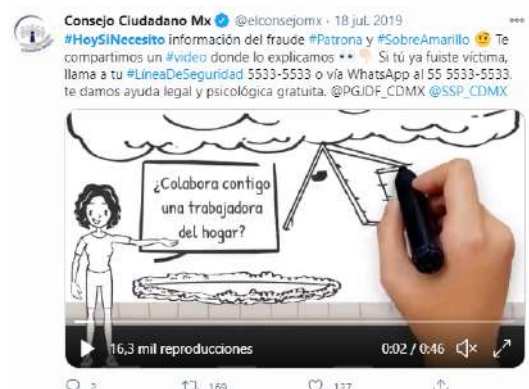 Consejo Ciudadano Mx @elconsejomx · 18 jul. 2019
#HoySiNecesito información del fraude #Patrona y #SobreAmarillo Te
compartimos un #video donde lo explicamos Si tú ya fuiste víctima,
llama a tu #LíneaDeSeguridad 5533-5533 o vía WhatsApp al 55 5533-5533.
te damos ayuda legal y psicológica gratuita. @PGJDF_CDMX @SSP_CDMX
¿Colabora contigo
una trabajadora
del hogar?
16,3 mil reproducciones
0:02 / 0:46
169
137